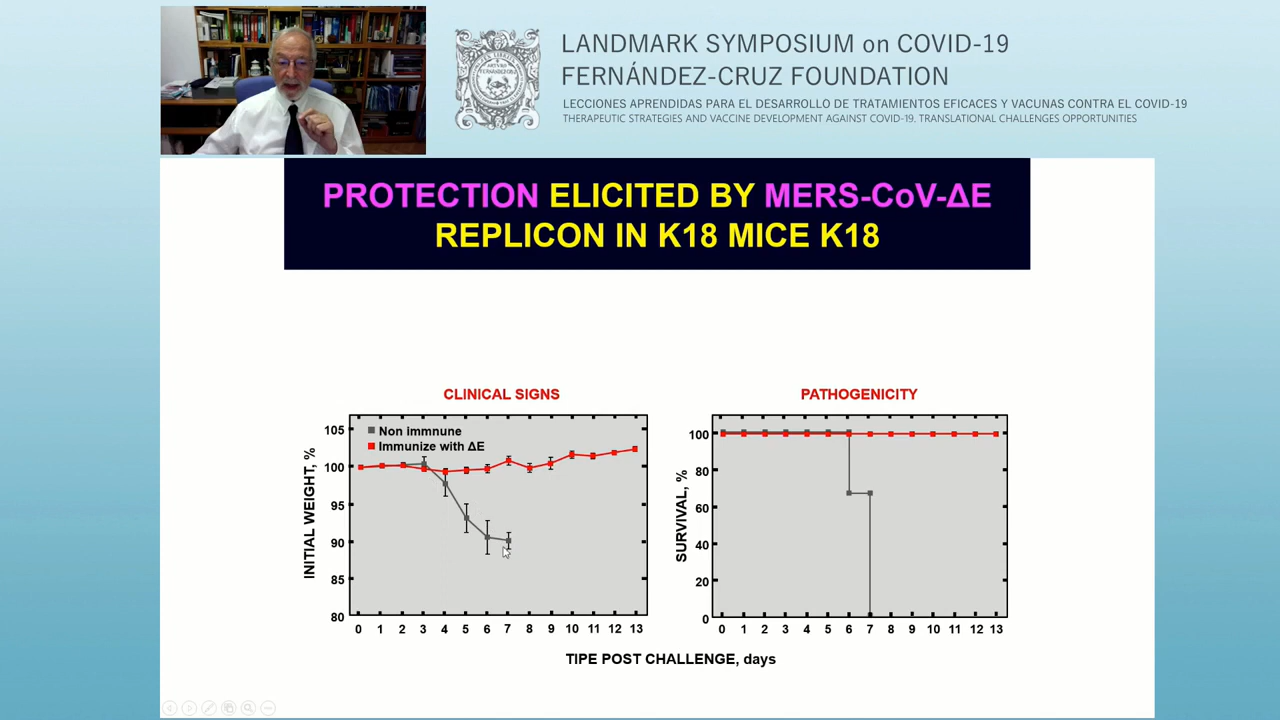 LANDMARK SYMPOSIUM on COVID-19
FERNÁNDEZ-CRUZ FOUNDATION
LECCIONES APRENDIDAS PARA EL DESARROLLO DE TRATAMIENTOS EFICACES Y VACUNAS CONTRA EL COVID-19
THERAPEUTIC STRATEGIES AND VACCINE DEVELOPMENT AGAINST COVID-19. TRANSLATIONAL CHALLENGES OPPORTUNITIES
PROTECTION ELICITED BY MERS-CoV-ΔE
REPLICON IN K18 MICE K18
CLINICAL SIGNS
INITIAL WEIGHT, %
105
100
95
90
85
80
Non immnune
Immunize with ΔE
0 1 2 3 4 5 6 7 8 9 10 11 12 13
PATHOGENICITY
SURVIVAL, %
100
80
60
40
20
0
0 1 2 3 4 5 6 7 8 9 10 11 12 13
TIPE POST CHALLENGE, days